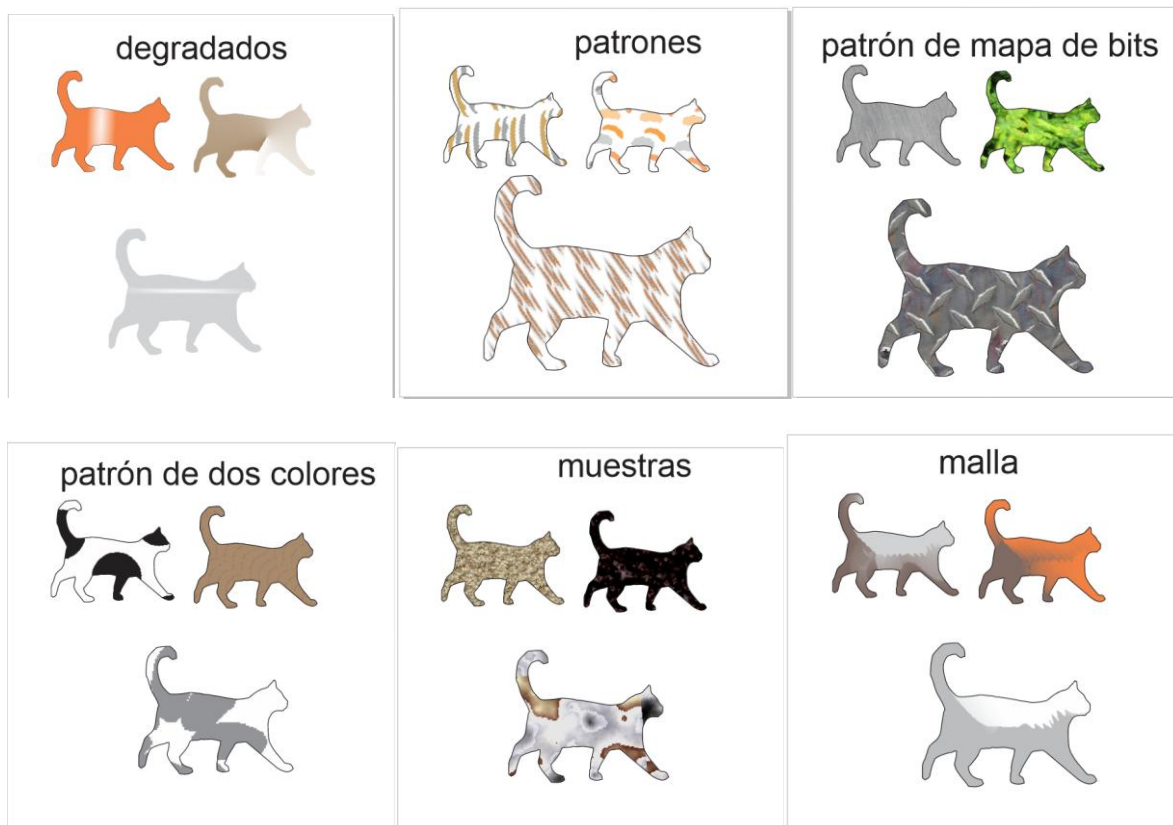 degradados
patrones
patrón de mapa de bits
patrón de dos colores
muestras
malla